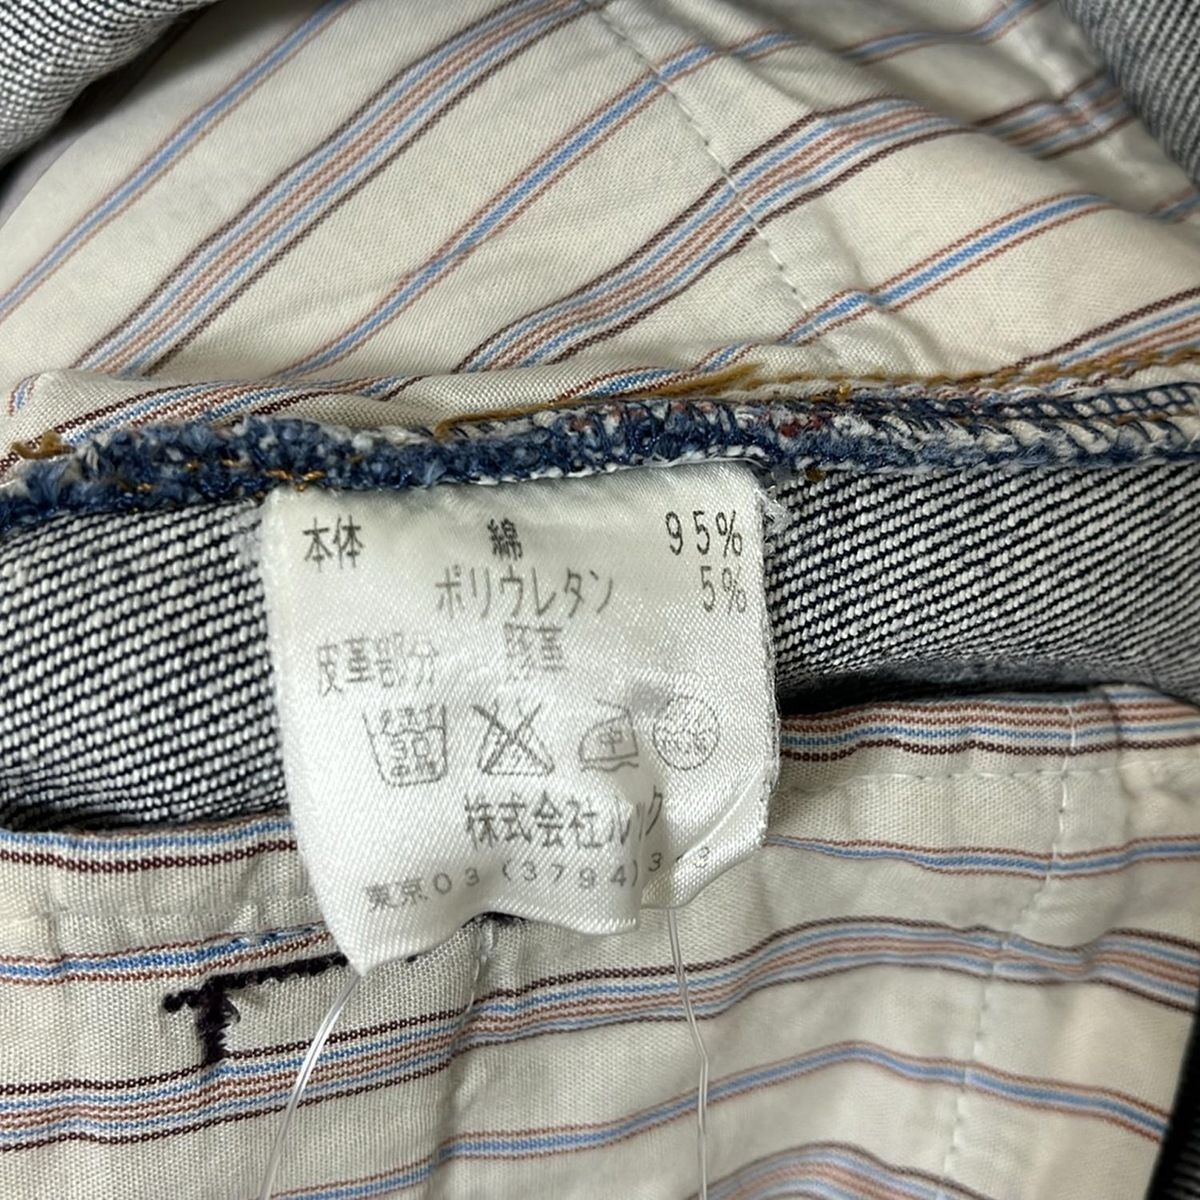 本体 綿 95%
ポリウレタン 5%
皮革部分 豚革
株式会社ルック
東京03(3794)